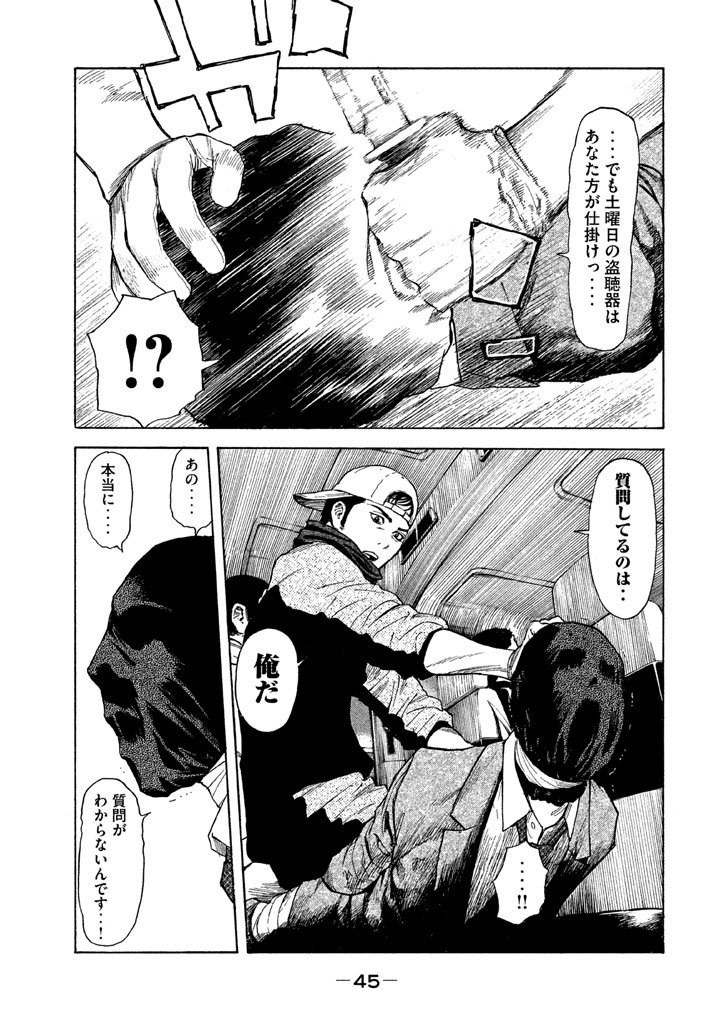 ガッ
‥‥でも土曜日の盗聴器は
あなた方が仕掛けっ‥‥
!?
質問してるのは‥
俺だ
‥‥!!
あの‥‥
本当に‥‥
質問が
わからないんです‥!
—45—